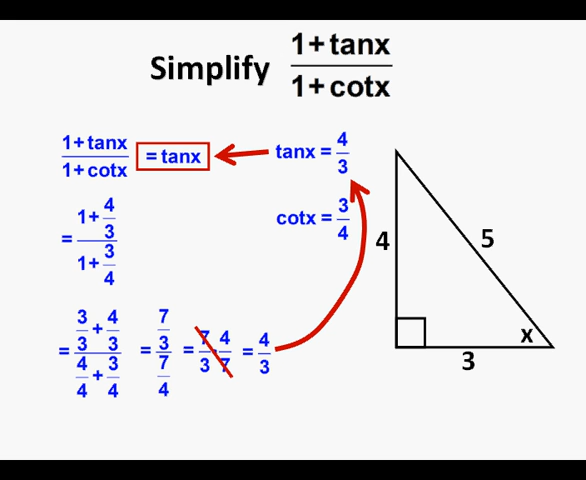 Simplify (1+tanx)/(1+cotx)
(1+tanx)/(1+cotx) = tanx
tanx = 4/3
cotx = 3/4
= (1+4/3)/(1+3/4)
= (3/3+4/3)/(4/4+3/4) = (7/3)/(7/4) = 7/3 · 4/7 = 4/3
4
5
3
x